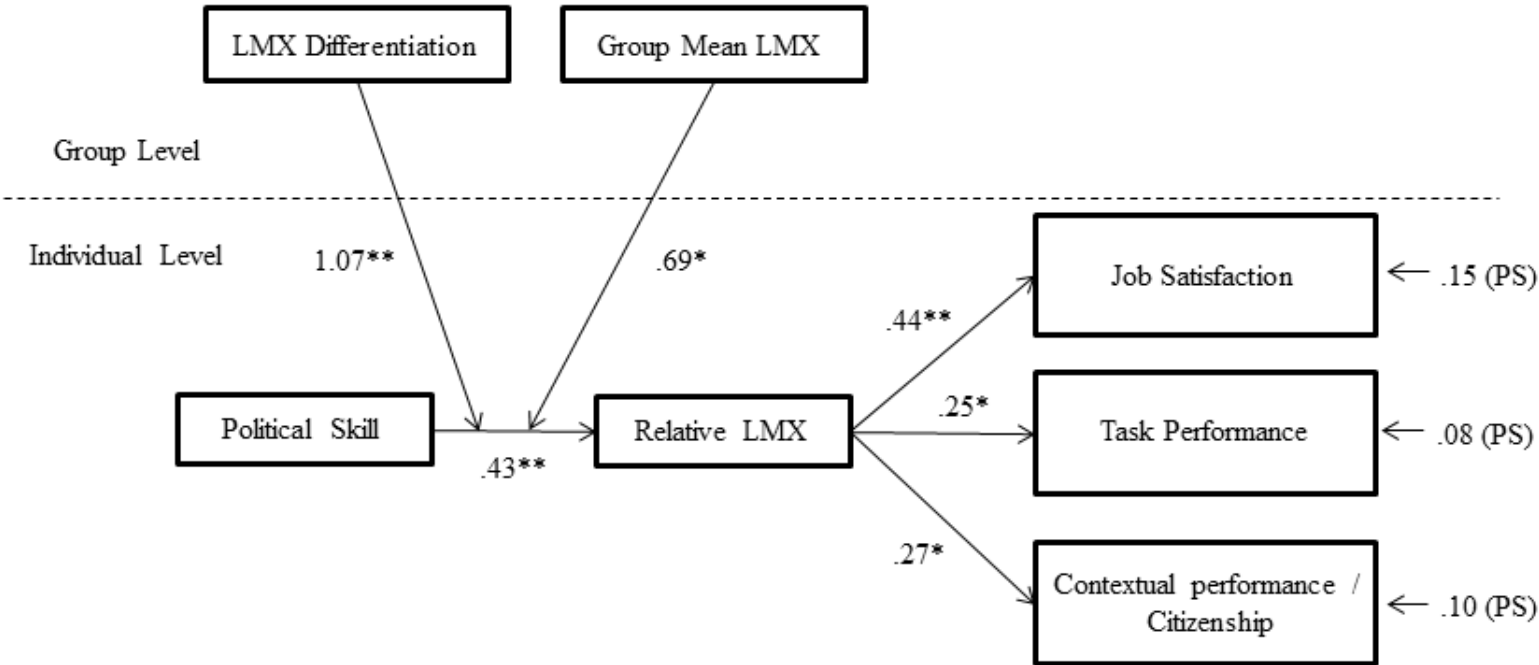 LMX Differentiation
Group Mean LMX
Group Level
Individual Level
1.07**
.69*
Job Satisfaction
.15 (PS)
.44**
Political Skill
.43**
Relative LMX
.25*
Task Performance
.08 (PS)
.27*
Contextual performance /
Citizenship
.10 (PS)